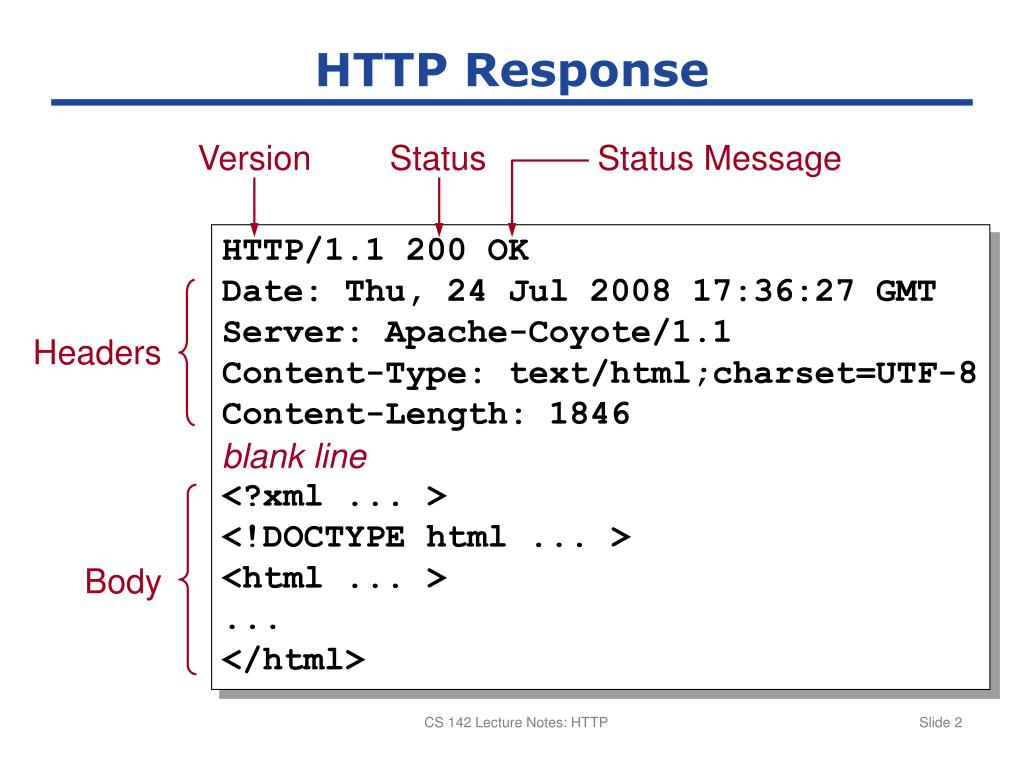 HTTP Response
Version Status Status Message
HTTP/1.1 200 OK
Date: Thu, 24 Jul 2008 17:36:27 GMT
Server: Apache-Coyote/1.1
Headers
Content-Type: text/html;charset=UTF-8
Content-Length: 1846
blank line
<?xml ... >
<!DOCTYPE html ... >
<html ... >
Body
...
</html>
CS 142 Lecture Notes: HTTP
Slide 2